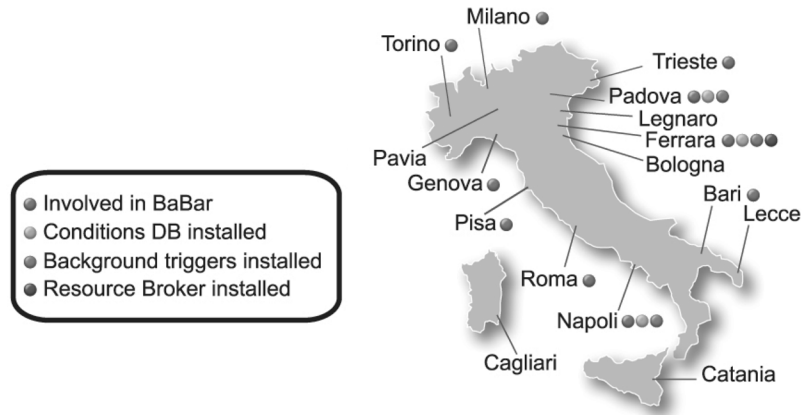 Milano
Torino
Trieste
Padova
Legnaro
Ferrara
Bologna
Pavia
Genova
Pisa
Bari
Lecce
Roma
Napoli
Cagliari
Catania
Involved in BaBar
Conditions DB installed
Background triggers installed
Resource Broker installed